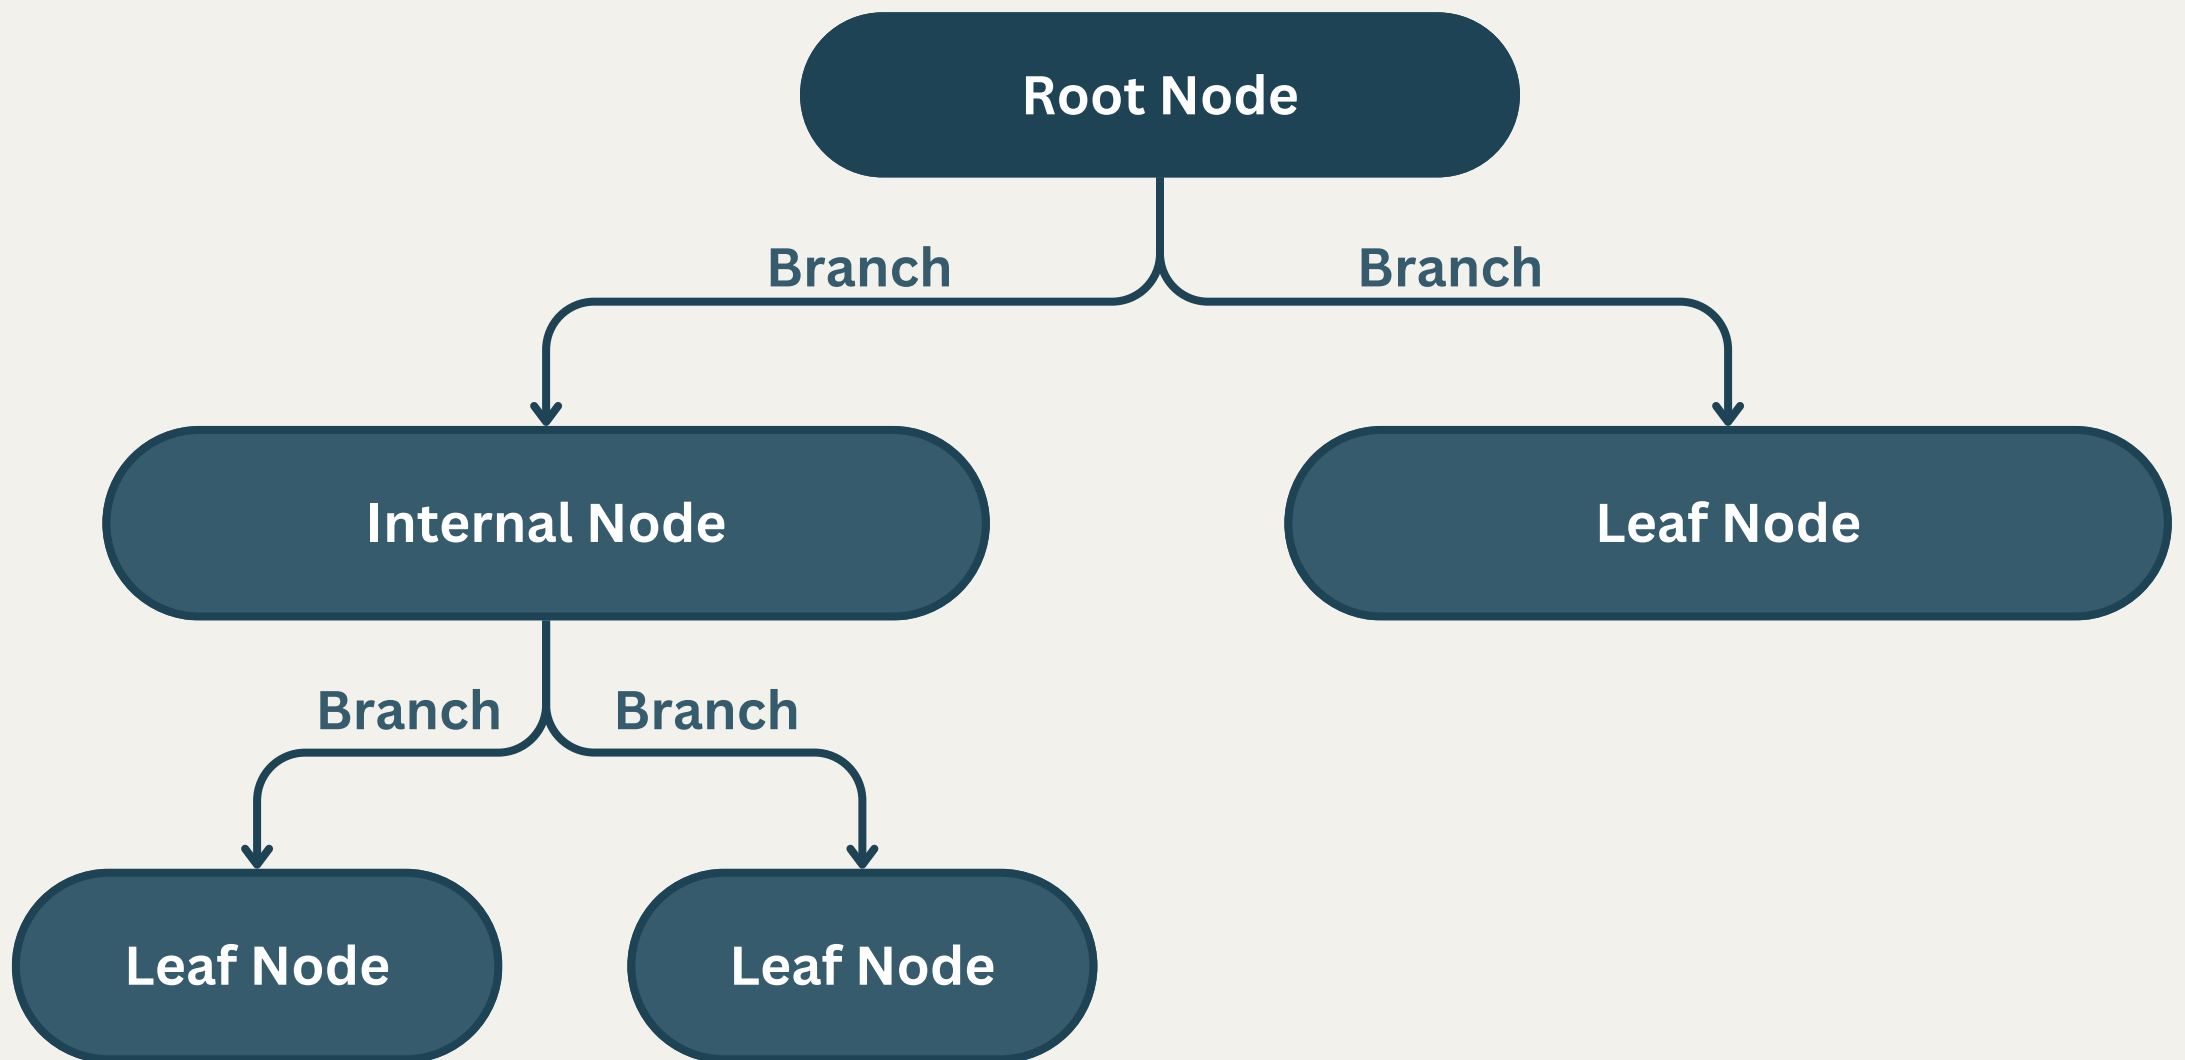 Root Node
Branch
Branch
Internal Node
Leaf Node
Branch
Branch
Leaf Node
Leaf Node